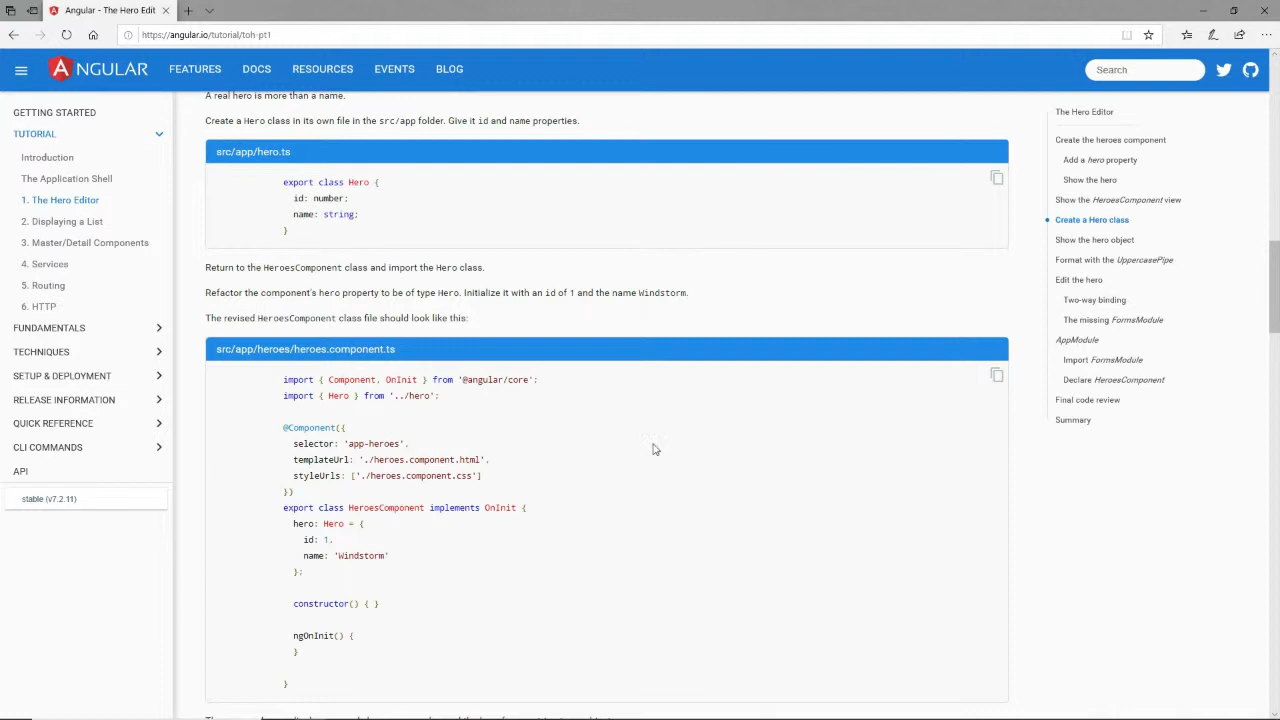 Angular - The Hero Edit
https://angular.io/tutorial/toh-pt1
ANGULAR
FEATURES
DOCS
RESOURCES
EVENTS
BLOG
Search
GETTING STARTED
TUTORIAL
Introduction
The Application Shell
1. The Hero Editor
2. Displaying a List
3. Master/Detail Components
4. Services
5. Routing
6. HTTP
FUNDAMENTALS
TECHNIQUES
SETUP & DEPLOYMENT
RELEASE INFORMATION
QUICK REFERENCE
CLI COMMANDS
API
stable (v7.2.11)
A real hero is more than a name.
Create a Hero class in its own file in the src/app folder. Give it id and name properties.
src/app/hero.ts
export class Hero {
id: number;
name: string;
}
Return to the HeroesComponent class and import the Hero class.
Refactor the component's hero property to be of type Hero. Initialize it with an id of 1 and the name Windstorm.
The revised HeroesComponent class file should look like this:
src/app/heroes/heroes.component.ts
import { Component, OnInit } from '@angular/core';
import { Hero } from '../hero';
@Component({
selector: 'app-heroes',
templateUrl: './heroes.component.html',
styleUrls: ['./heroes.component.css']
})
export class HeroesComponent implements OnInit {
hero: Hero = {
id: 1,
name: 'Windstorm'
};
constructor() { }
ngOnInit() {
}
}
The Hero Editor
Create the heroes component
Add a hero property
Show the hero
Show the HeroesComponent view
Create a Hero class
Show the hero object
Format with the UppercasePipe
Edit the hero
Two-way binding
The missing FormsModule
AppModule
Import FormsModule
Declare HeroesComponent
Final code review
Summary